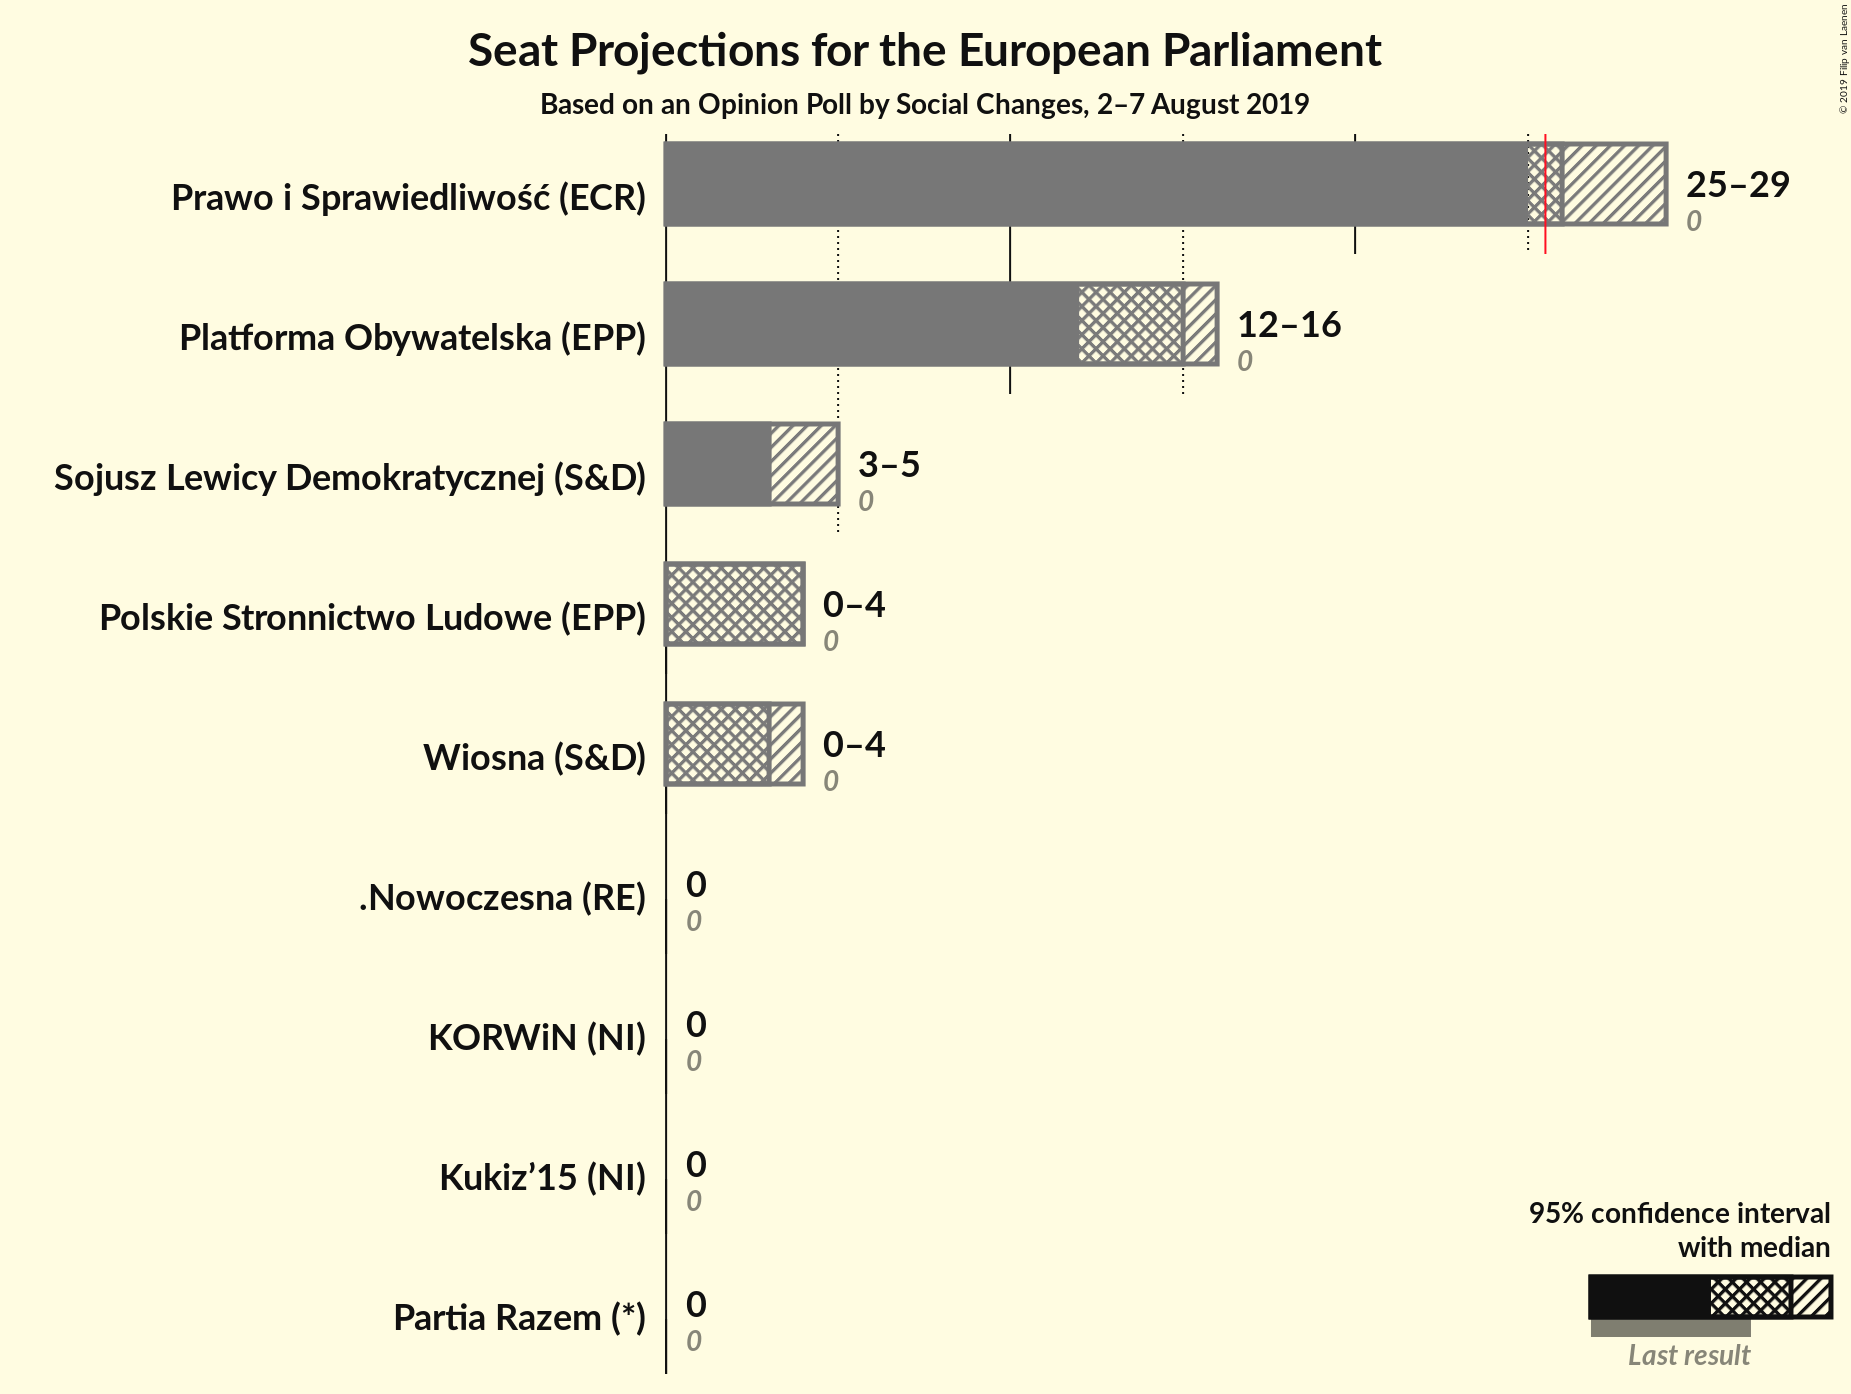 Seat Projections for the European Parliament
Based on an Opinion Poll by Social Changes, 2–7 August 2019
© 2019 Filip van Laenen
Prawo i Sprawiedliwość (ECR)
25–29
0
Platforma Obywatelska (EPP)
12–16
0
Sojusz Lewicy Demokratycznej (S&D)
3–5
0
Polskie Stronnictwo Ludowe (EPP)
0–4
0
Wiosna (S&D)
0–4
0
.Nowoczesna (RE)
0
0
KORWiN (NI)
0
0
Kukiz’15 (NI)
0
0
Partia Razem (*)
0
0
95% confidence interval
with median
Last result